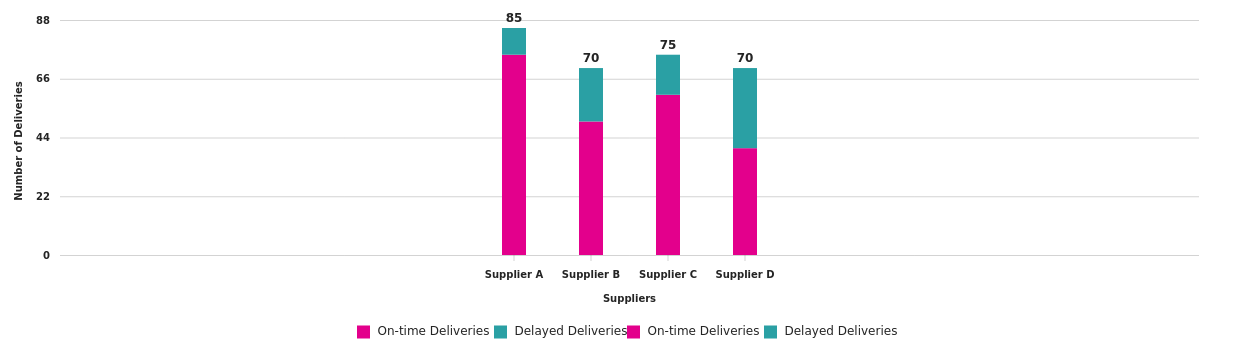 88
66
44
22
0
Number of Deliveries
85
70
75
70
Supplier A Supplier B Supplier C Supplier D
Suppliers
On-time Deliveries Delayed Deliveries On-time Deliveries Delayed Deliveries